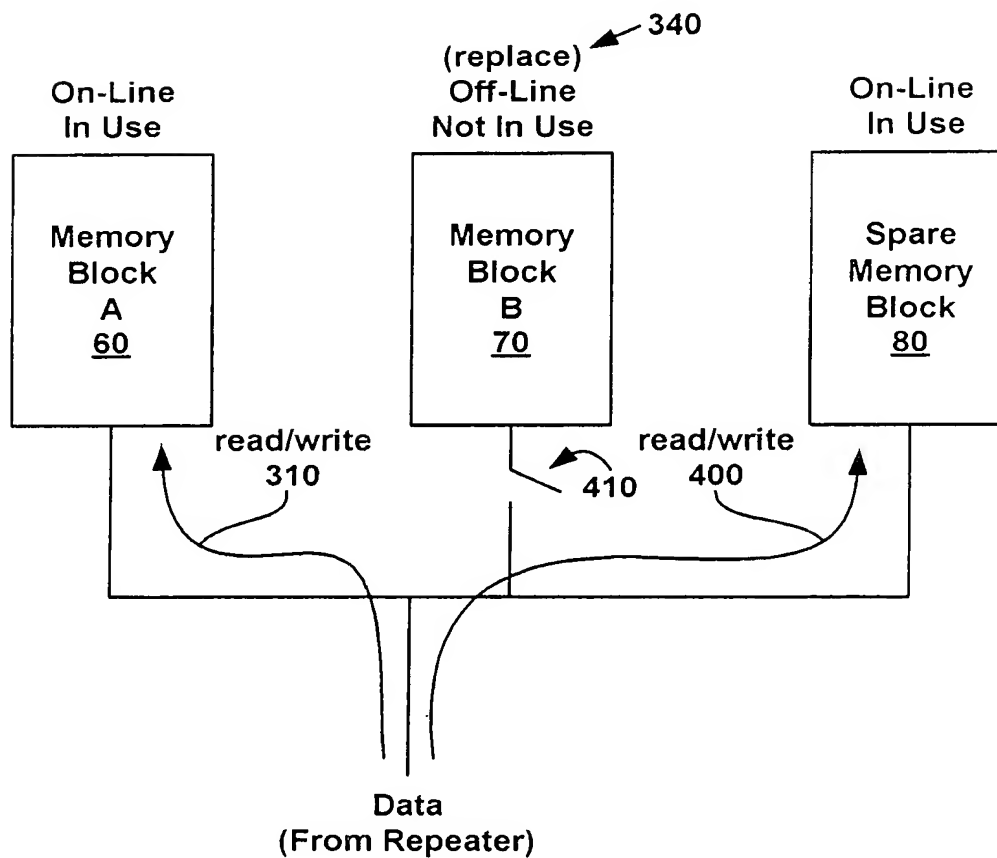 340
(replace)
On-Line
In Use
Off-Line
Not In Use
On-Line
In Use
Memory
Block
A
60
Memory
Block
B
70
Spare
Memory
Block
80
read/write
310
410
read/write
400
Data
(From Repeater)